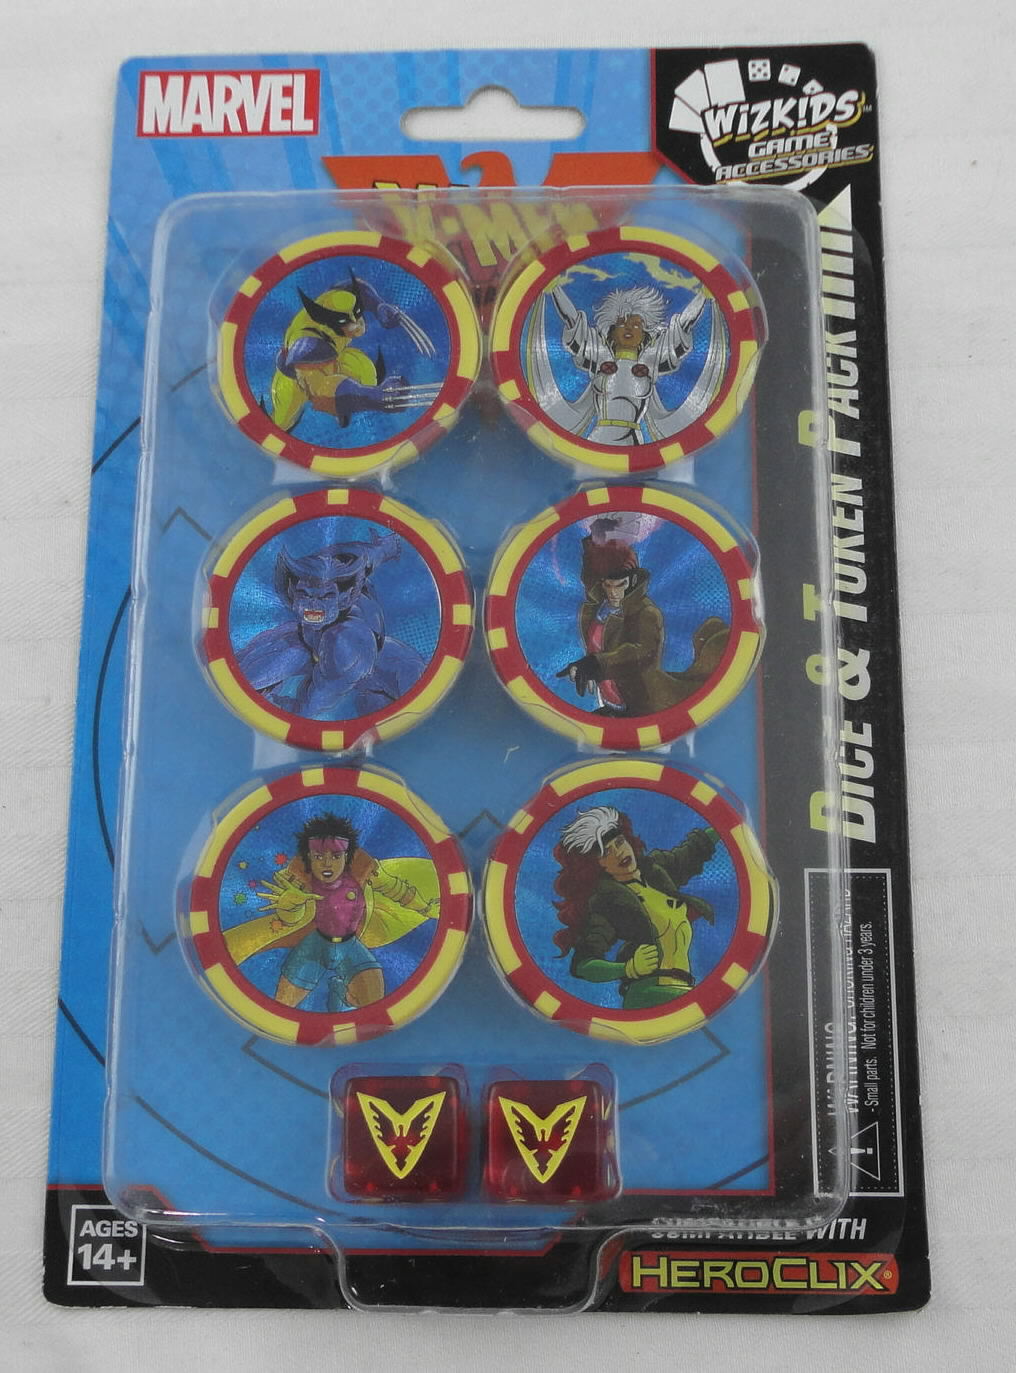 MARVEL
WIZKIDS™
GAME
ACCESSORIES
X-MEN
DICE & TOKEN PACK
WARNING:
- Small parts. Not for children under 3 years.
AGES
14+
COMPATIBLE WITH
HEROCLIX®